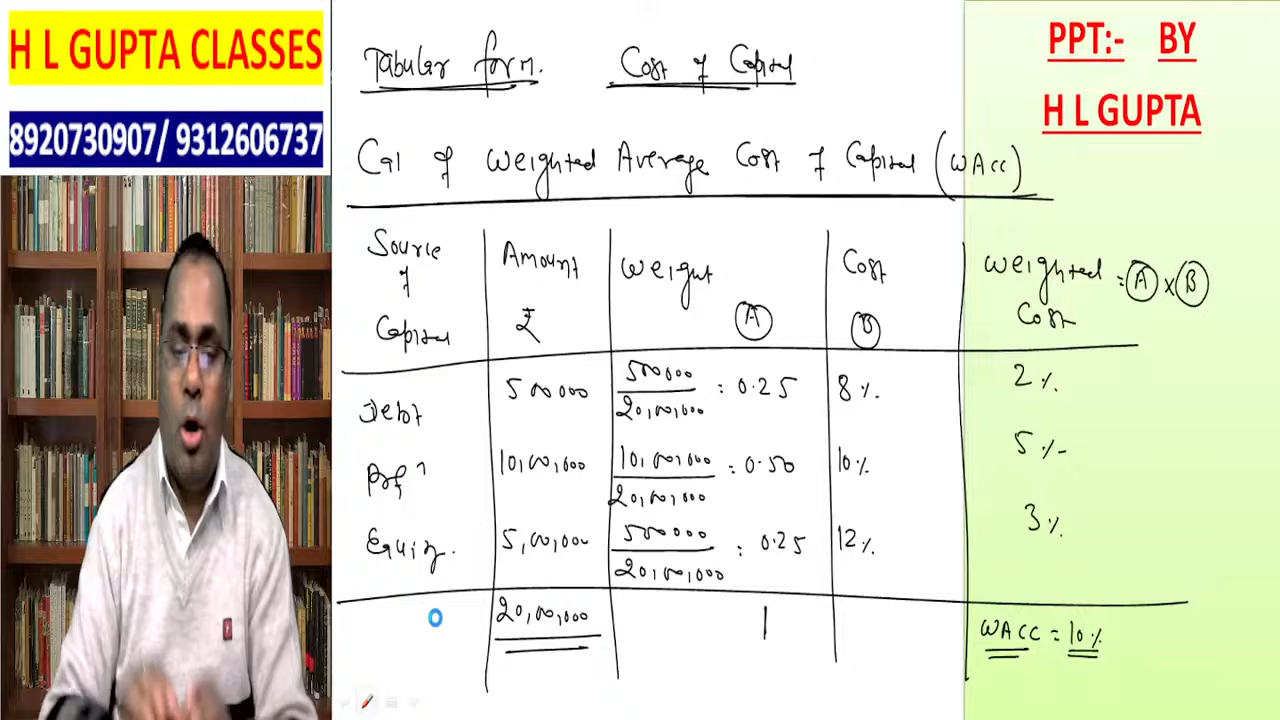 H L GUPTA CLASSES
8920730907/ 9312606737
PPT:- BY
H L GUPTA
Tabular form. Cost of Capital
Cal of Weighted Average Cost of Capital (WACC)
Source of Capital
Amount ₹
Weight (A)
Cost (B)
Weighted Cost = (A) x (B)
Debt 500000 500000/20,00,000 = 0.25 8% 2%
Pref 10,00,000 10,00,000/20,00,000 = 0.50 10% 5%
Equity. 5,00,000 500000/20,00,000 = 0.25 12% 3%
20,00,000 1 WACC = 10%